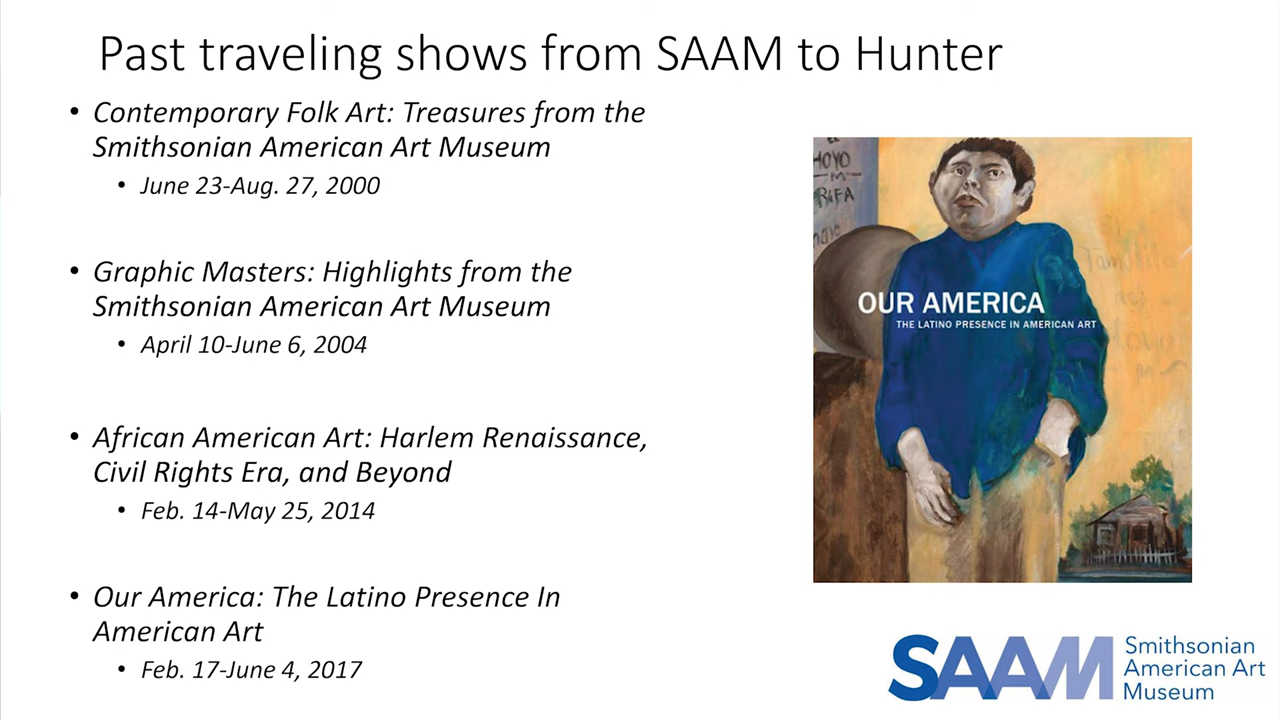 Past traveling shows from SAAM to Hunter
• Contemporary Folk Art: Treasures from the
Smithsonian American Art Museum
• June 23-Aug. 27, 2000
• Graphic Masters: Highlights from the
Smithsonian American Art Museum
• April 10-June 6, 2004
• African American Art: Harlem Renaissance,
Civil Rights Era, and Beyond
• Feb. 14-May 25, 2014
• Our America: The Latino Presence In
American Art
• Feb. 17-June 4, 2017
HOYO
M
RIFA
OUR AMERICA
THE LATINO PRESENCE IN AMERICAN ART
SAAM
Smithsonian
American Art
Museum